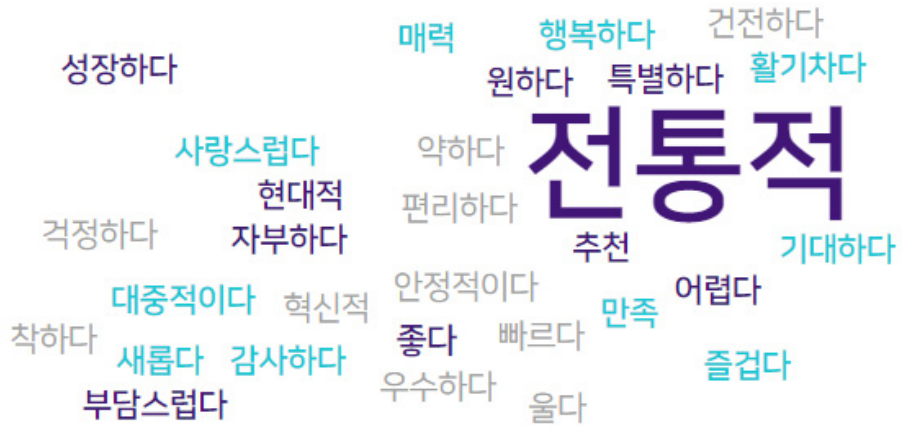 매력
행복하다
건전하다
성장하다
원하다
특별하다
활기차다
전통적
사랑스럽다
약하다
현대적
편리하다
걱정하다
자부하다
추천
기대하다
대중적이다
혁신적
안정적이다
만족
어렵다
착하다
새롭다
감사하다
좋다
빠르다
즐겁다
부담스럽다
우수하다
울다